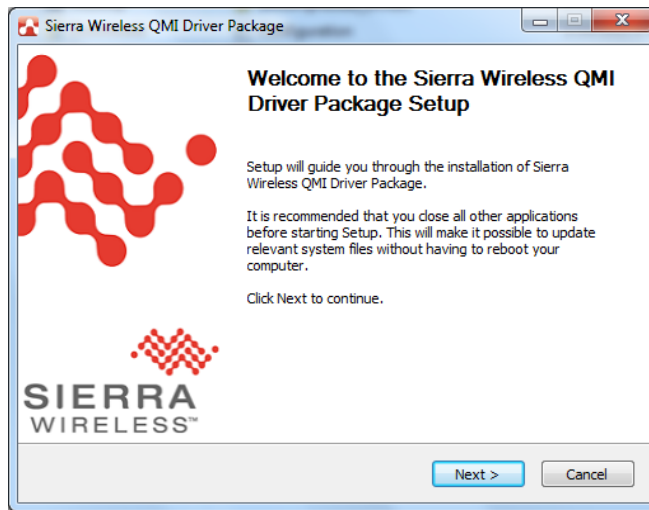 Sierra Wireless QMI Driver Package
Welcome to the Sierra Wireless QMI
Driver Package Setup
Setup will guide you through the installation of Sierra
Wireless QMI Driver Package.
It is recommended that you close all other applications
before starting Setup. This will make it possible to update
relevant system files without having to reboot your
computer.
Click Next to continue.
SIERRA
WIRELESS™
Next >
Cancel